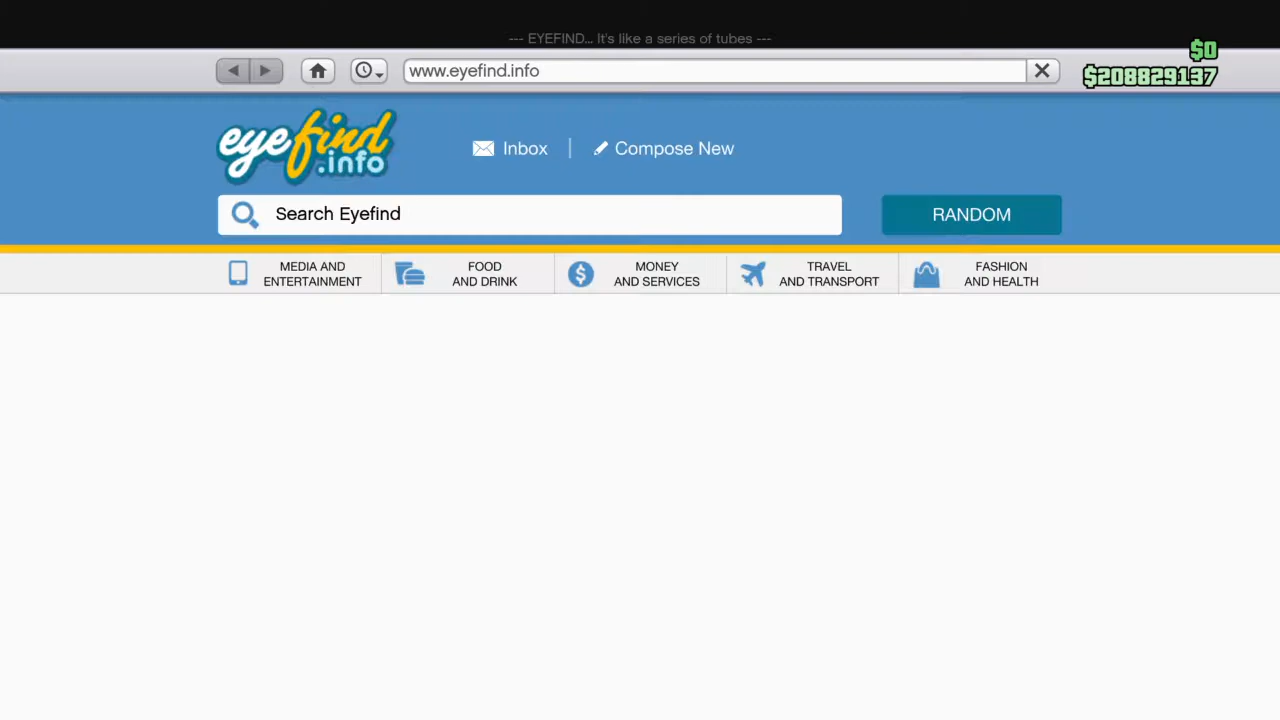 --- EYEFIND... It's like a series of tubes ---
$0
www.eyefind.info
$208829137
eyefind.info
Inbox
Compose New
Search Eyefind
RANDOM
MEDIA AND
ENTERTAINMENT
FOOD
AND DRINK
MONEY
AND SERVICES
TRAVEL
AND TRANSPORT
FASHION
AND HEALTH